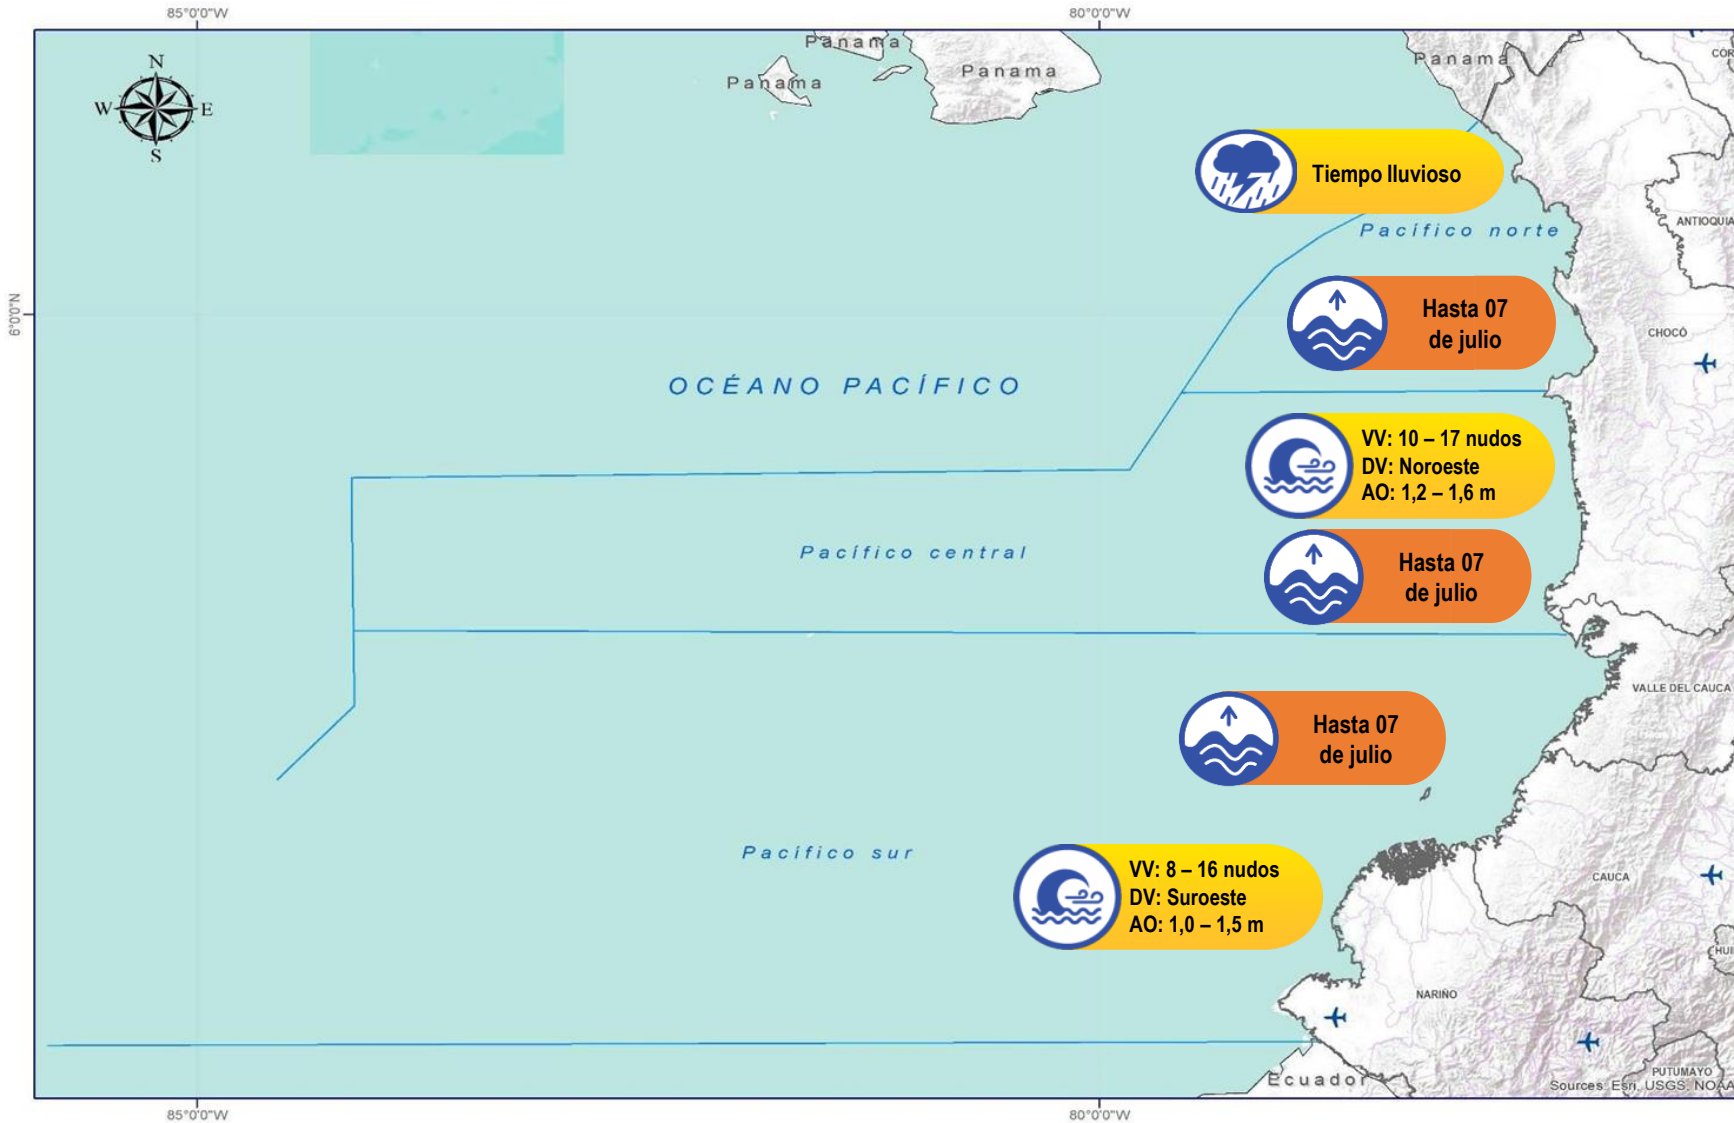 85°0'0"W
80°0'0"W
N
W
E
S
Panama
Panama
Panama
Panama
Tiempo lluvioso
ANTIOQUIA
Pacífico norte
6°0'0"N
Hasta 07
de julio
CHOCÓ
OCÉANO PACÍFICO
VV: 10 – 17 nudos
DV: Noroeste
AO: 1,2 – 1,6 m
Pacífico central
Hasta 07
de julio
VALLE DEL CAUCA
Hasta 07
de julio
Pacífico sur
VV: 8 – 16 nudos
DV: Suroeste
AO: 1,0 – 1,5 m
CAUCA
NARIÑO
Ecuador
PUTUMAYO
Sources: Esri, USGS, NOAA
85°0'0"W
80°0'0"W